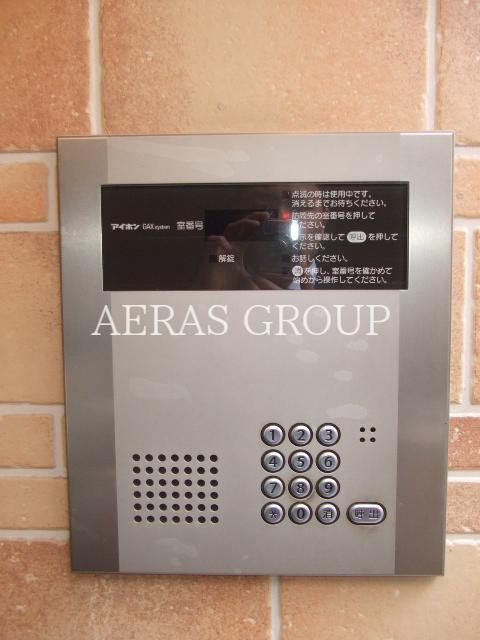 点滅の時は使用中です。
消えるまでお待ちください。
アイホン GAX system 室番号
訪問先の室番号を押して
ください。
表示を確認して 呼出 を押して
ください。
解錠
お話しください。
消 を押し、室番号を確かめて
始めから操作してください。
AERAS GROUP
1 2 3
4 5 6
7 8 9
* 0 消 呼出